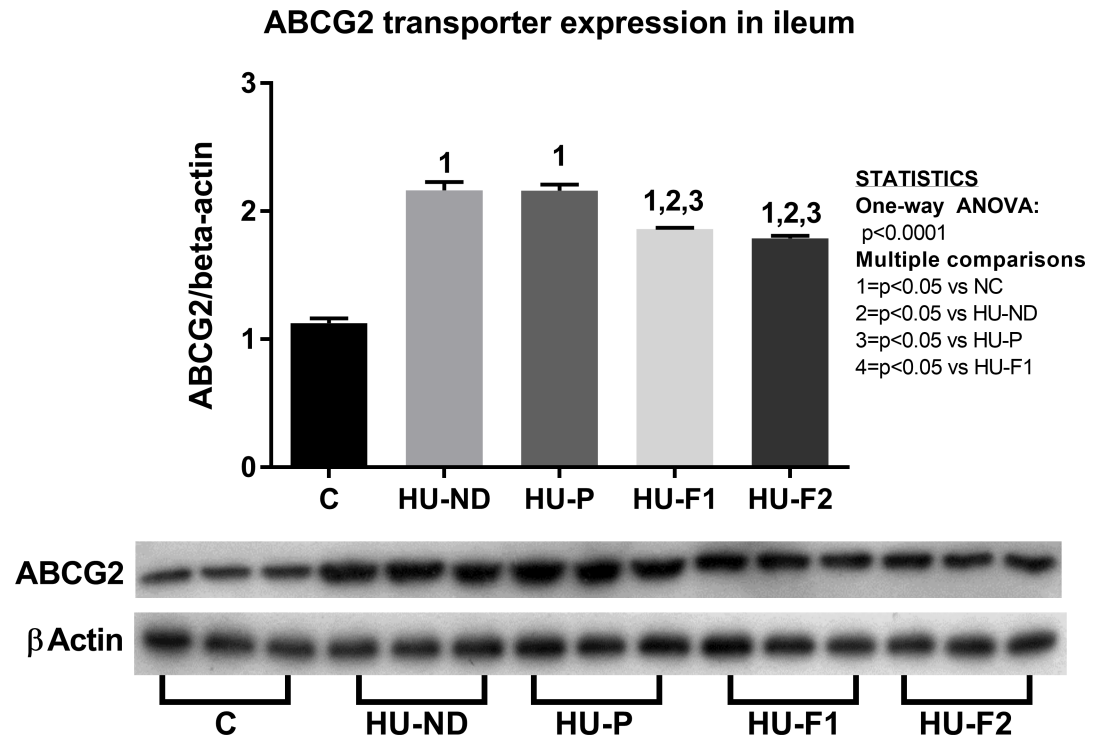 ABCG2 transporter expression in ileum
ABCG2/beta-actin
3
2
1
0
1
1
1,2,3
1,2,3
C HU-ND HU-P HU-F1 HU-F2
STATISTICS
One-way ANOVA:
p<0.0001
Multiple comparisons
1=p<0.05 vs NC
2=p<0.05 vs HU-ND
3=p<0.05 vs HU-P
4=p<0.05 vs HU-F1
ABCG2
β Actin
C HU-ND HU-P HU-F1 HU-F2